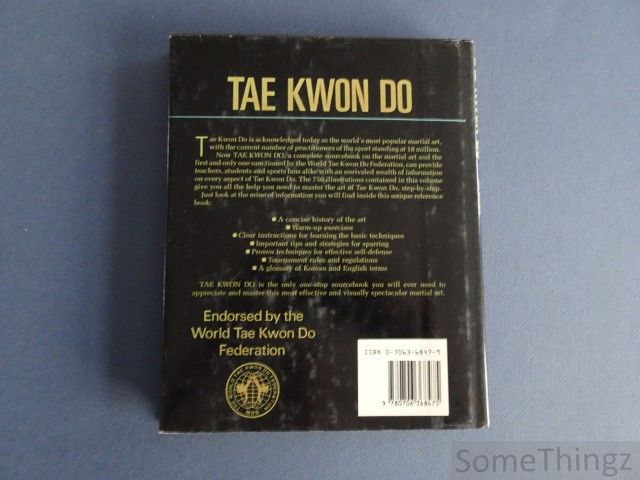 TAE KWON DO
Tae Kwon Do is acknowledged today as the world's most popular martial art,
with the current number of practitioners of the sport standing at 18 million.
Now TAE KWON DO, a complete sourcebook on the martial art and the
first and only one sanctioned by the World Tae Kwon Do Federation, can provide
teachers, students and sports fans alike with an unrivaled wealth of information
on every aspect of Tae Kwon Do. The 750 illustrations contained in this volume
give you all the help you need to master the art of Tae Kwon Do, step-by-step.
Just look at the mine of information you will find inside this unique reference
book:
■ A concise history of the art
■ Warm-up exercises
■ Clear instructions for learning the basic techniques
■ Important tips and strategies for sparring
■ Proven techniques for effective self-defense
■ Tournament rules and regulations
■ A glossary of Korean and English terms
TAE KWON DO is the only one-stop sourcebook you will ever need to
appreciate and master this most effective and visually spectacular martial art.
Endorsed by the
World Tae Kwon Do
Federation
THE WORLD TAE KWON DO FEDERATION
ISBN 0-7063-6847-
9 780706 368475
SomeThingz